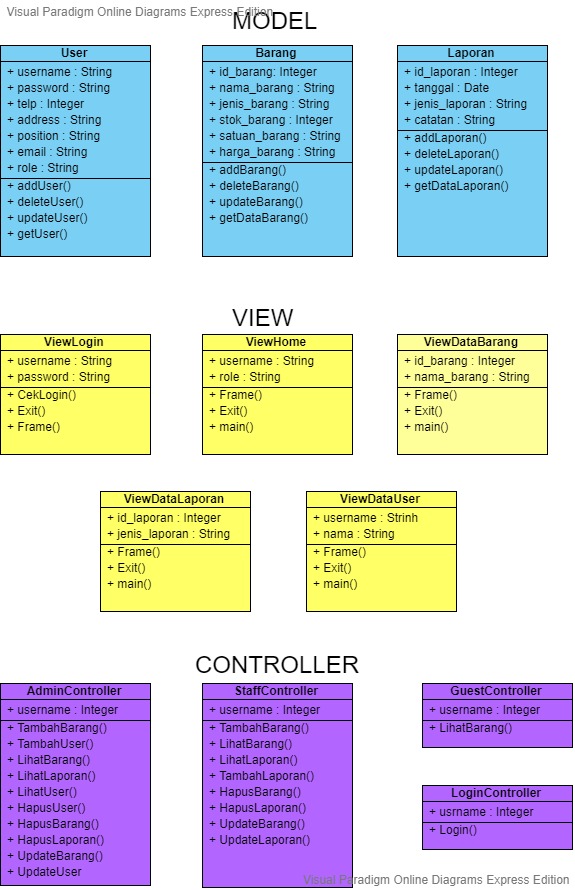 Visual Paradigm Online Diagrams Express Edition
MODEL
User
+ username : String
+ password : String
+ telp : Integer
+ address : String
+ position : String
+ email : String
+ role : String
+ addUser()
+ deleteUser()
+ updateUser()
+ getUser()
Barang
+ id_barang: Integer
+ nama_barang : String
+ jenis_barang : String
+ stok_barang : Integer
+ satuan_barang : String
+ harga_barang : String
+ addBarang()
+ deleteBarang()
+ updateBarang()
+ getDataBarang()
Laporan
+ id_laporan : Integer
+ tanggal : Date
+ jenis_laporan : String
+ catatan : String
+ addLaporan()
+ deleteLaporan()
+ updateLaporan()
+ getDataLaporan()
VIEW
ViewLogin
+ username : String
+ password : String
+ CekLogin()
+ Exit()
+ Frame()
ViewHome
+ username : String
+ role : String
+ Frame()
+ Exit()
+ main()
ViewDataBarang
+ id_barang : Integer
+ nama_barang : String
+ Frame()
+ Exit()
+ main()
ViewDataLaporan
+ id_laporan : Integer
+ jenis_laporan : String
+ Frame()
+ Exit()
+ main()
ViewDataUser
+ username : Strinh
+ nama : String
+ Frame()
+ Exit()
+ main()
CONTROLLER
AdminController
+ username : Integer
+ TambahBarang()
+ TambahUser()
+ LihatBarang()
+ LihatLaporan()
+ LihatUser()
+ HapusUser()
+ HapusBarang()
+ HapusLaporan()
+ UpdateBarang()
+ UpdateUser
StaffController
+ username : Integer
+ TambahBarang()
+ LihatBarang()
+ LihatLaporan()
+ TambahLaporan()
+ HapusBarang()
+ HapusLaporan()
+ UpdateBarang()
+ UpdateLaporan()
GuestController
+ username : Integer
+ LihatBarang()
LoginController
+ usrname : Integer
+ Login()
Visual Paradigm Online Diagrams Express Edition